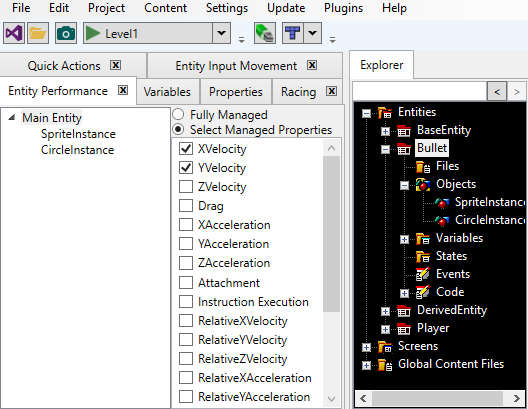 File Edit Project Content Settings Update Plugins Help
Level1
Quick Actions Entity Input Movement
Entity Performance Variables Properties Racing
Main Entity
SpriteInstance
CircleInstance
Fully Managed
Select Managed Properties
XVelocity
YVelocity
ZVelocity
Drag
XAcceleration
YAcceleration
ZAcceleration
Attachment
Instruction Execution
RelativeXVelocity
RelativeYVelocity
RelativeZVelocity
RelativeXAcceleration
RelativeYAcceleration
Explorer
< >
Entities
BaseEntity
Bullet
Files
Objects
SpriteInstance
CircleInstance
Variables
States
Events
Code
DerivedEntity
Player
Screens
Global Content Files